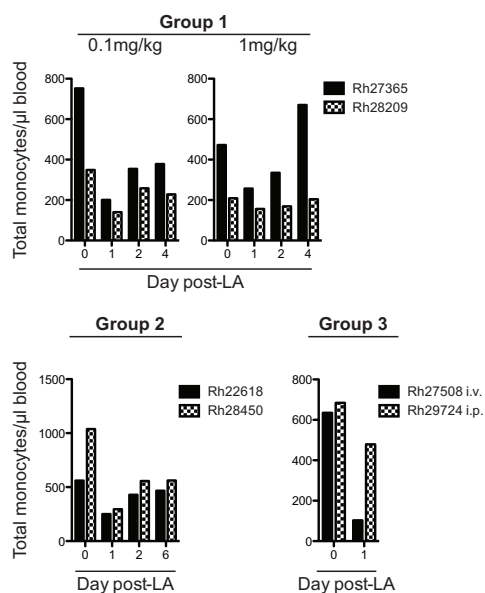 Group 1
0.1mg/kg 1mg/kg
Total monocytes/µl blood
800
600
400
200
0
0 1 2 4
800
600
400
200
0
0 1 2 4
Rh27365
Rh28209
Day post-LA
Group 2
Total monocytes/µl blood
1500
1000
500
0
0 1 2 6
Rh22618
Rh28450
Day post-LA
Group 3
800
600
400
200
0
0 1
Rh27508 i.v.
Rh29724 i.p.
Day post-LA